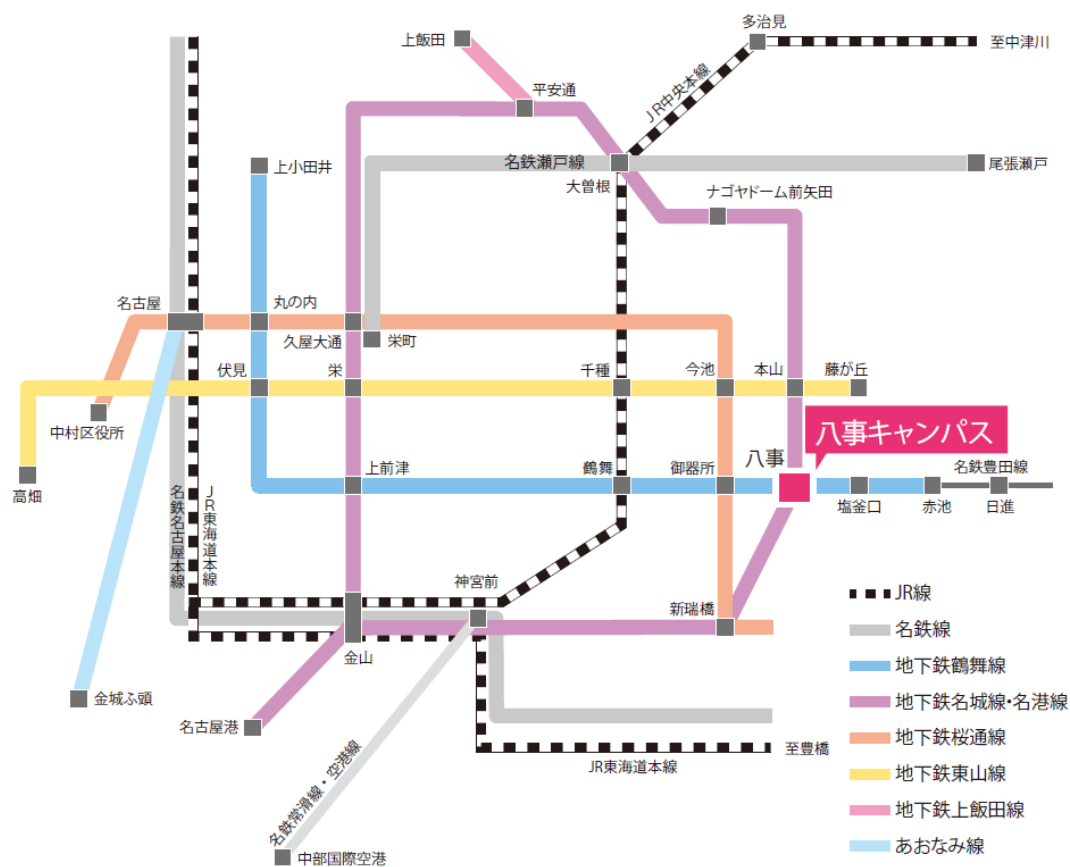 多治見
至中津川
上飯田
JR中央本線
平安通
上小田井
名鉄瀬戸線
尾張瀬戸
大曽根
ナゴヤドーム前矢田
名古屋
丸の内
久屋大通
栄町
伏見
栄
千種
今池
本山
藤が丘
中村区役所
八事キャンパス
八事
高畑
上前津
鶴舞
御器所
名鉄豊田線
塩釜口
赤池
日進
名鉄名古屋本線
JR東海道本線
神宮前
新瑞橋
金山
金城ふ頭
名古屋港
名鉄常滑線・空港線
中部国際空港
至豊橋
JR東海道本線
JR線
名鉄線
地下鉄鶴舞線
地下鉄名城線・名港線
地下鉄桜通線
地下鉄東山線
地下鉄上飯田線
あおなみ線